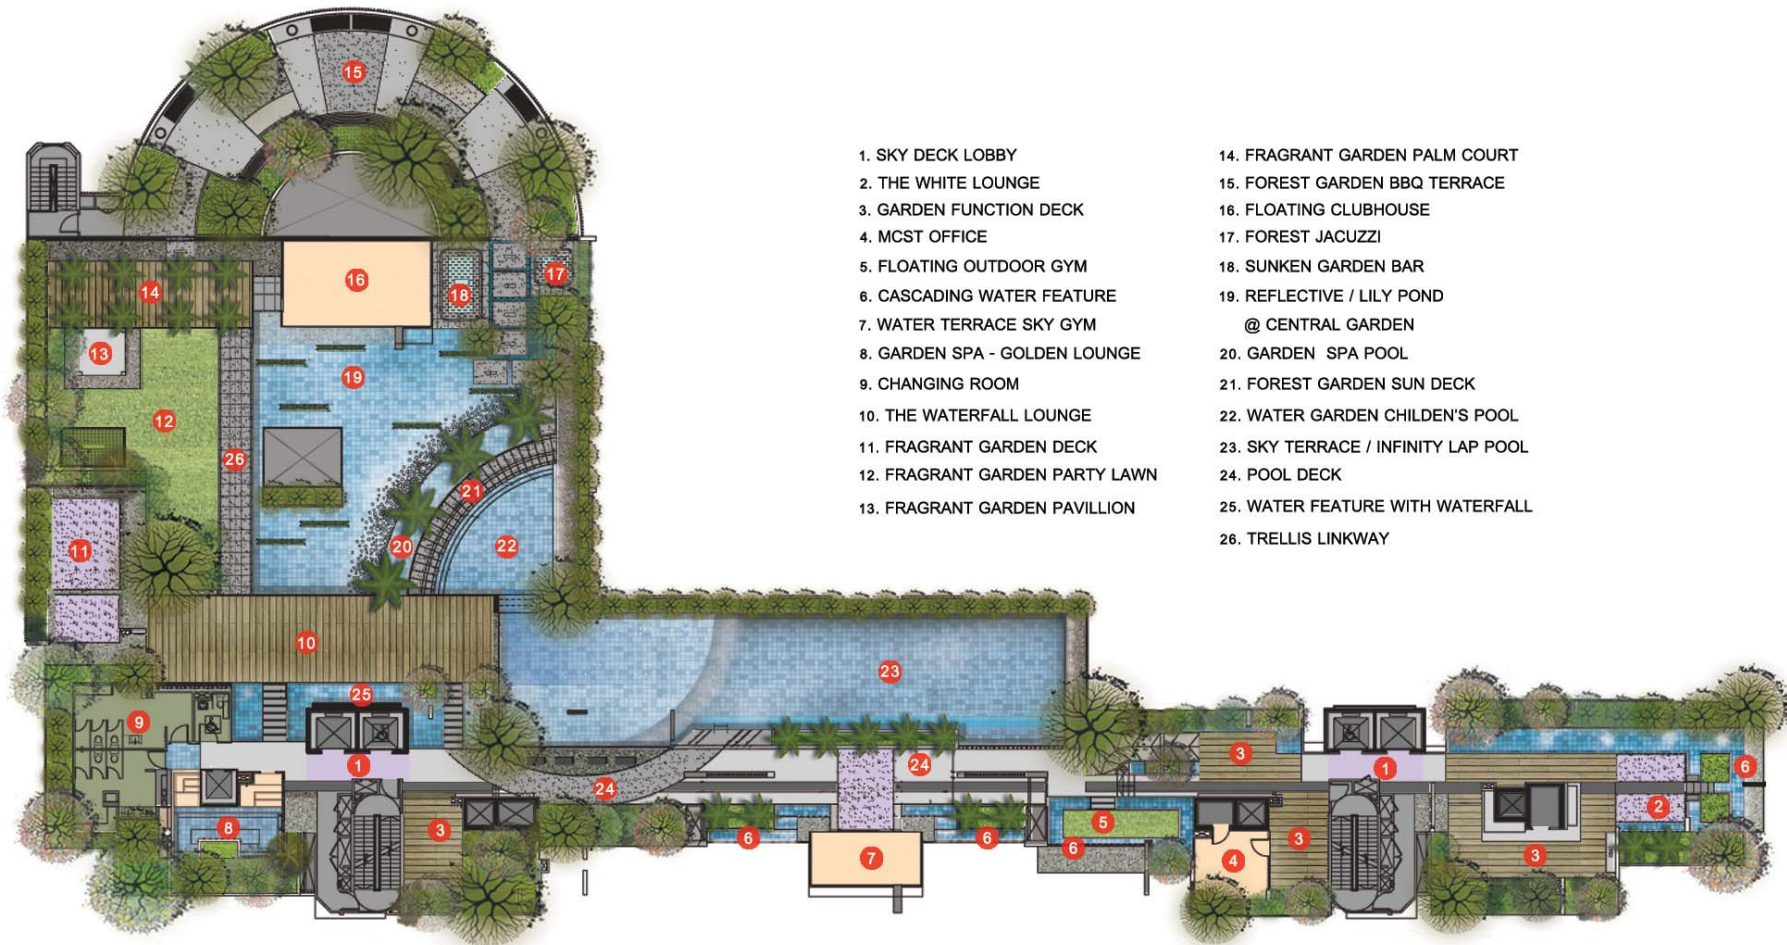 1. SKY DECK LOBBY
2. THE WHITE LOUNGE
3. GARDEN FUNCTION DECK
4. MCST OFFICE
5. FLOATING OUTDOOR GYM
6. CASCADING WATER FEATURE
7. WATER TERRACE SKY GYM
8. GARDEN SPA - GOLDEN LOUNGE
9. CHANGING ROOM
10. THE WATERFALL LOUNGE
11. FRAGRANT GARDEN DECK
12. FRAGRANT GARDEN PARTY LAWN
13. FRAGRANT GARDEN PAVILLION
14. FRAGRANT GARDEN PALM COURT
15. FOREST GARDEN BBQ TERRACE
16. FLOATING CLUBHOUSE
17. FOREST JACUZZI
18. SUNKEN GARDEN BAR
19. REFLECTIVE / LILY POND
@ CENTRAL GARDEN
20. GARDEN SPA POOL
21. FOREST GARDEN SUN DECK
22. WATER GARDEN CHILDEN'S POOL
23. SKY TERRACE / INFINITY LAP POOL
24. POOL DECK
25. WATER FEATURE WITH WATERFALL
26. TRELLIS LINKWAY
15
16
17
14
18
13
19
12
26
21
20
22
11
10
23
25
9
1
24
24
3
1
6
2
8
3
6
6
5
6
7
4
3
3